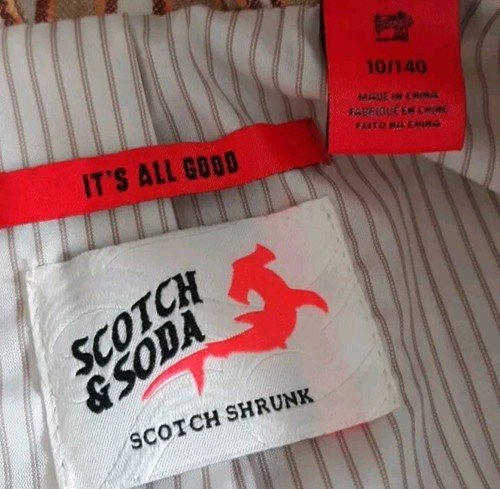 10/140
MADE IN CHINA
FABRIQUÉ EN CHINE
FEITO NA CHINA
IT'S ALL GOOD
SCOTCH
& SODA
SCOTCH SHRUNK